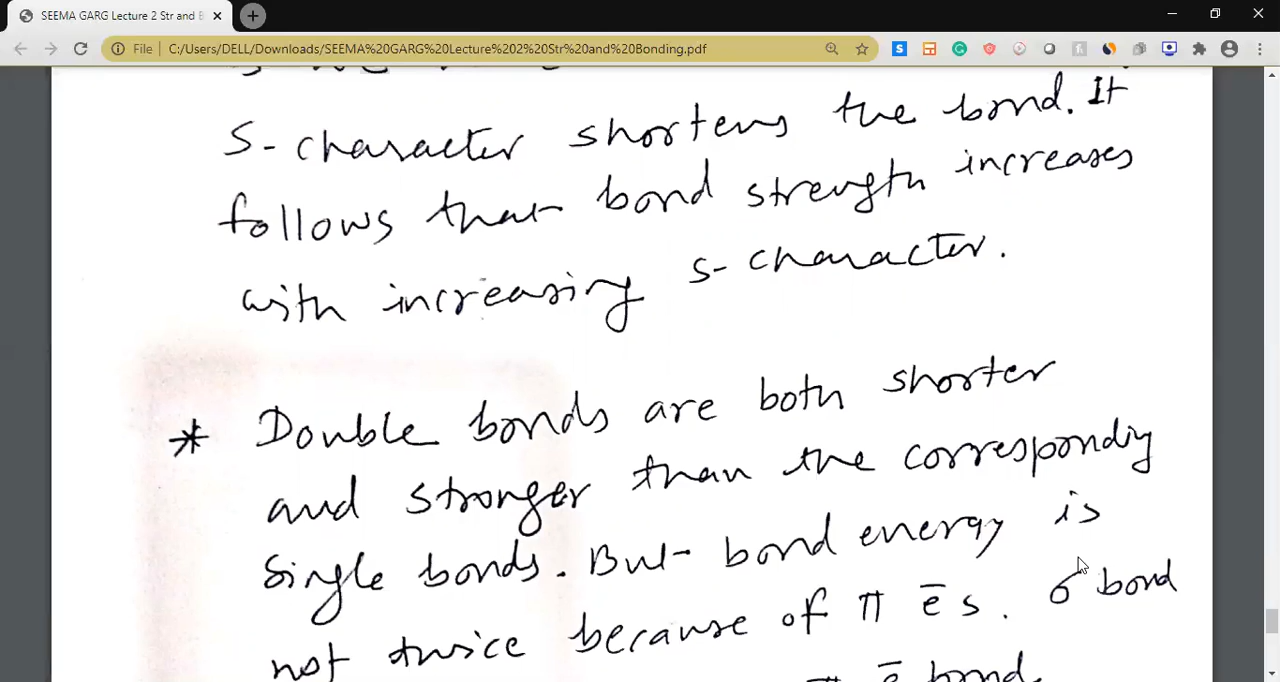 SEEMA GARG Lecture 2 Str and B
File
C:/Users/DELL/Downloads/SEEMA%20GARG%20Lecture%202%20Str%20and%20Bonding.pdf
s-character shortens the bond. It
follows that bond strength increases
with increasing s-character.
* Double bonds are both shorter
and stronger than the corresponding
single bonds. But bond energy is
not twice because of π ēs. σ bond
π ē bond